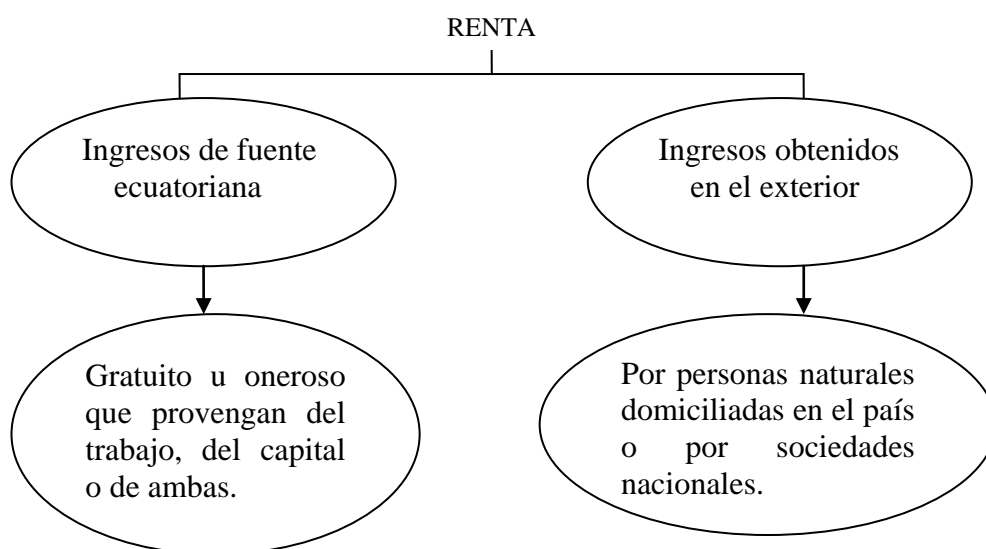 RENTA
Ingresos de fuente
ecuatoriana
Ingresos obtenidos
en el exterior
Gratuito u oneroso
que provengan del
trabajo, del capital
o de ambas.
Por personas naturales
domiciliadas en el país
o por sociedades
nacionales.